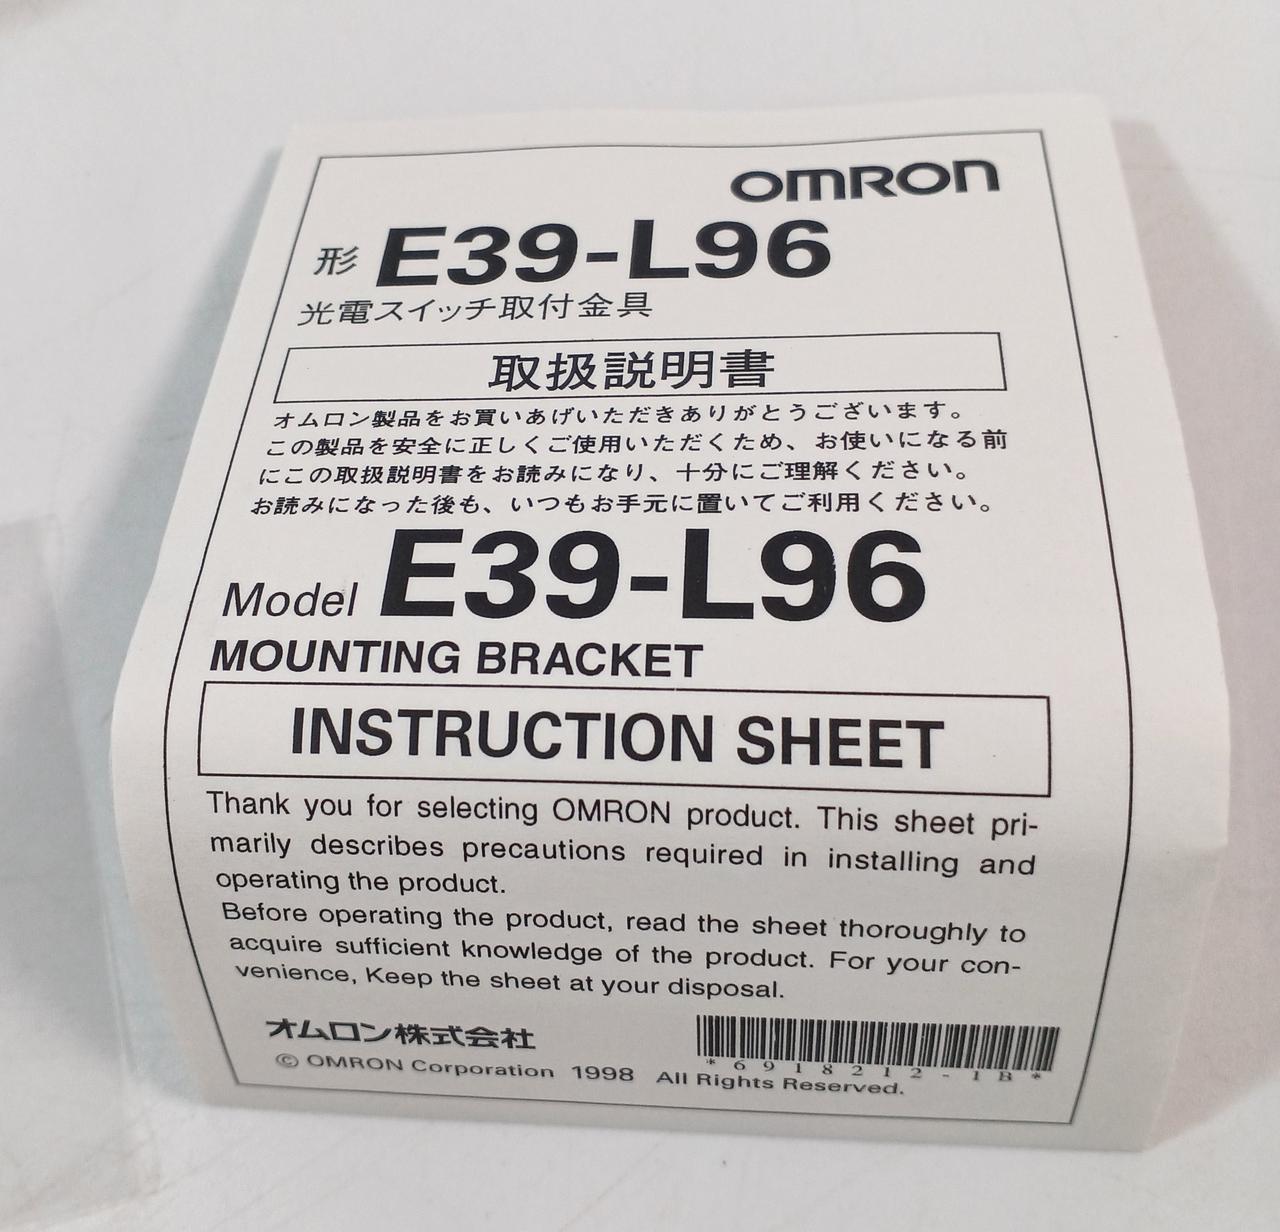 OMRON
形 E39-L96
光電スイッチ取付金具
取扱説明書
オムロン製品をお買いあげいただきありがとうございます。
この製品を安全に正しくご使用いただくため、お使いになる前
にこの取扱説明書をお読みになり、十分にご理解ください。
お読みになった後も、いつもお手元に置いてご利用ください。
Model E39-L96
MOUNTING BRACKET
INSTRUCTION SHEET
Thank you for selecting OMRON product. This sheet pri-
marily describes precautions required in installing and
operating the product.
Before operating the product, read the sheet thoroughly to
acquire sufficient knowledge of the product. For your con-
venience, Keep the sheet at your disposal.
オムロン株式会社
*6918212-1B*
© OMRON Corporation 1998 All Rights Reserved.